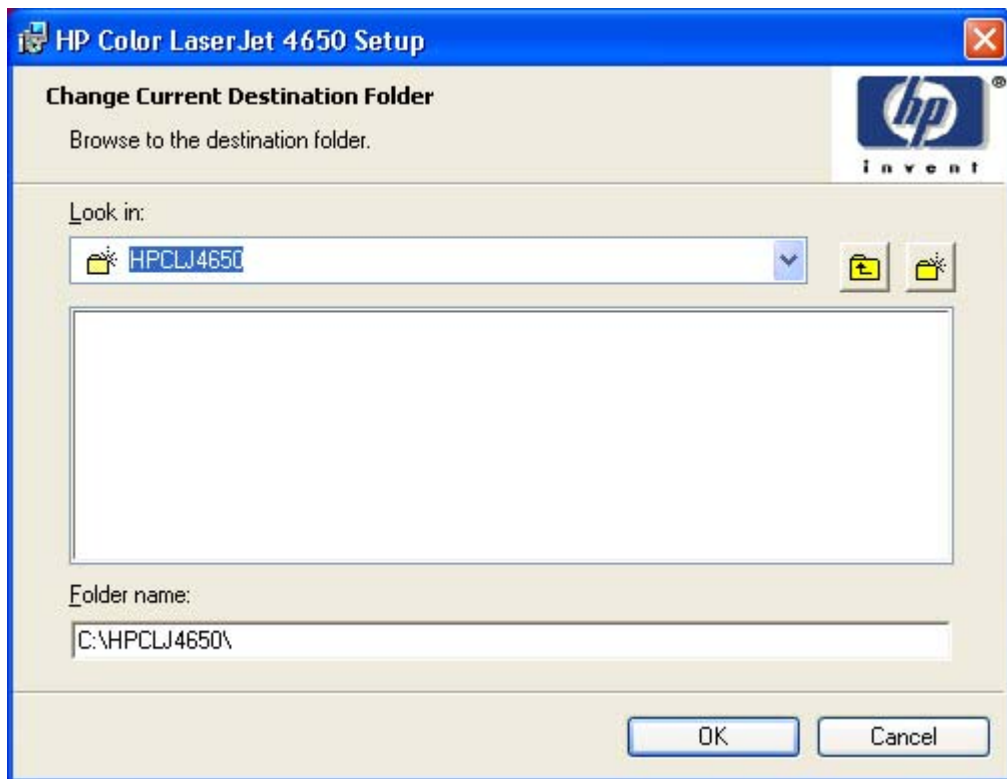 HP Color LaserJet 4650 Setup
Change Current Destination Folder
Browse to the destination folder.
hp
®
invent
Look in:
HPCLJ4650
Folder name:
C:\HPCLJ4650\
OK
Cancel